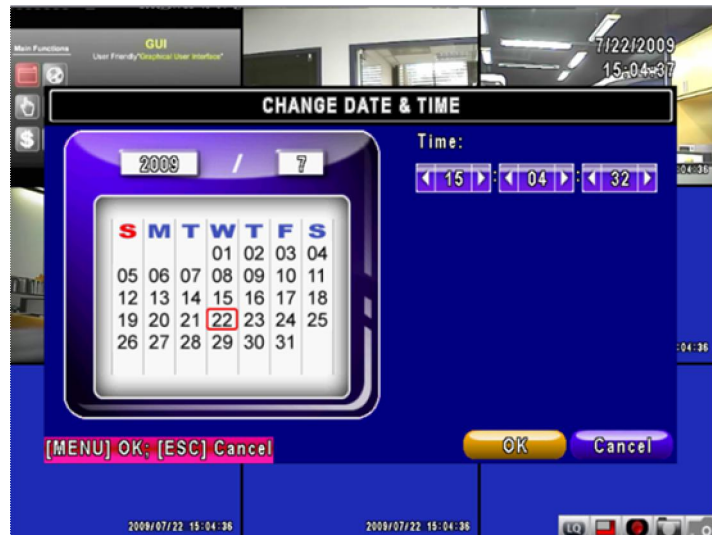 Main Functions
GUI
User Friendly"Graphical User Interface"
7/22/2009
15:04:37
CHANGE DATE & TIME
2009 / 7
Time:
15 : 04 : 32
S M T W T F S
01 02 03 04
05 06 07 08 09 10 11
12 13 14 15 16 17 18
19 20 21 22 23 24 25
26 27 28 29 30 31
:04:36
:04:36
[MENU] OK; [ESC] Cancel
OK
Cancel
2009/07/22 15:04:36
2009/07/22 15:04:36
LQ